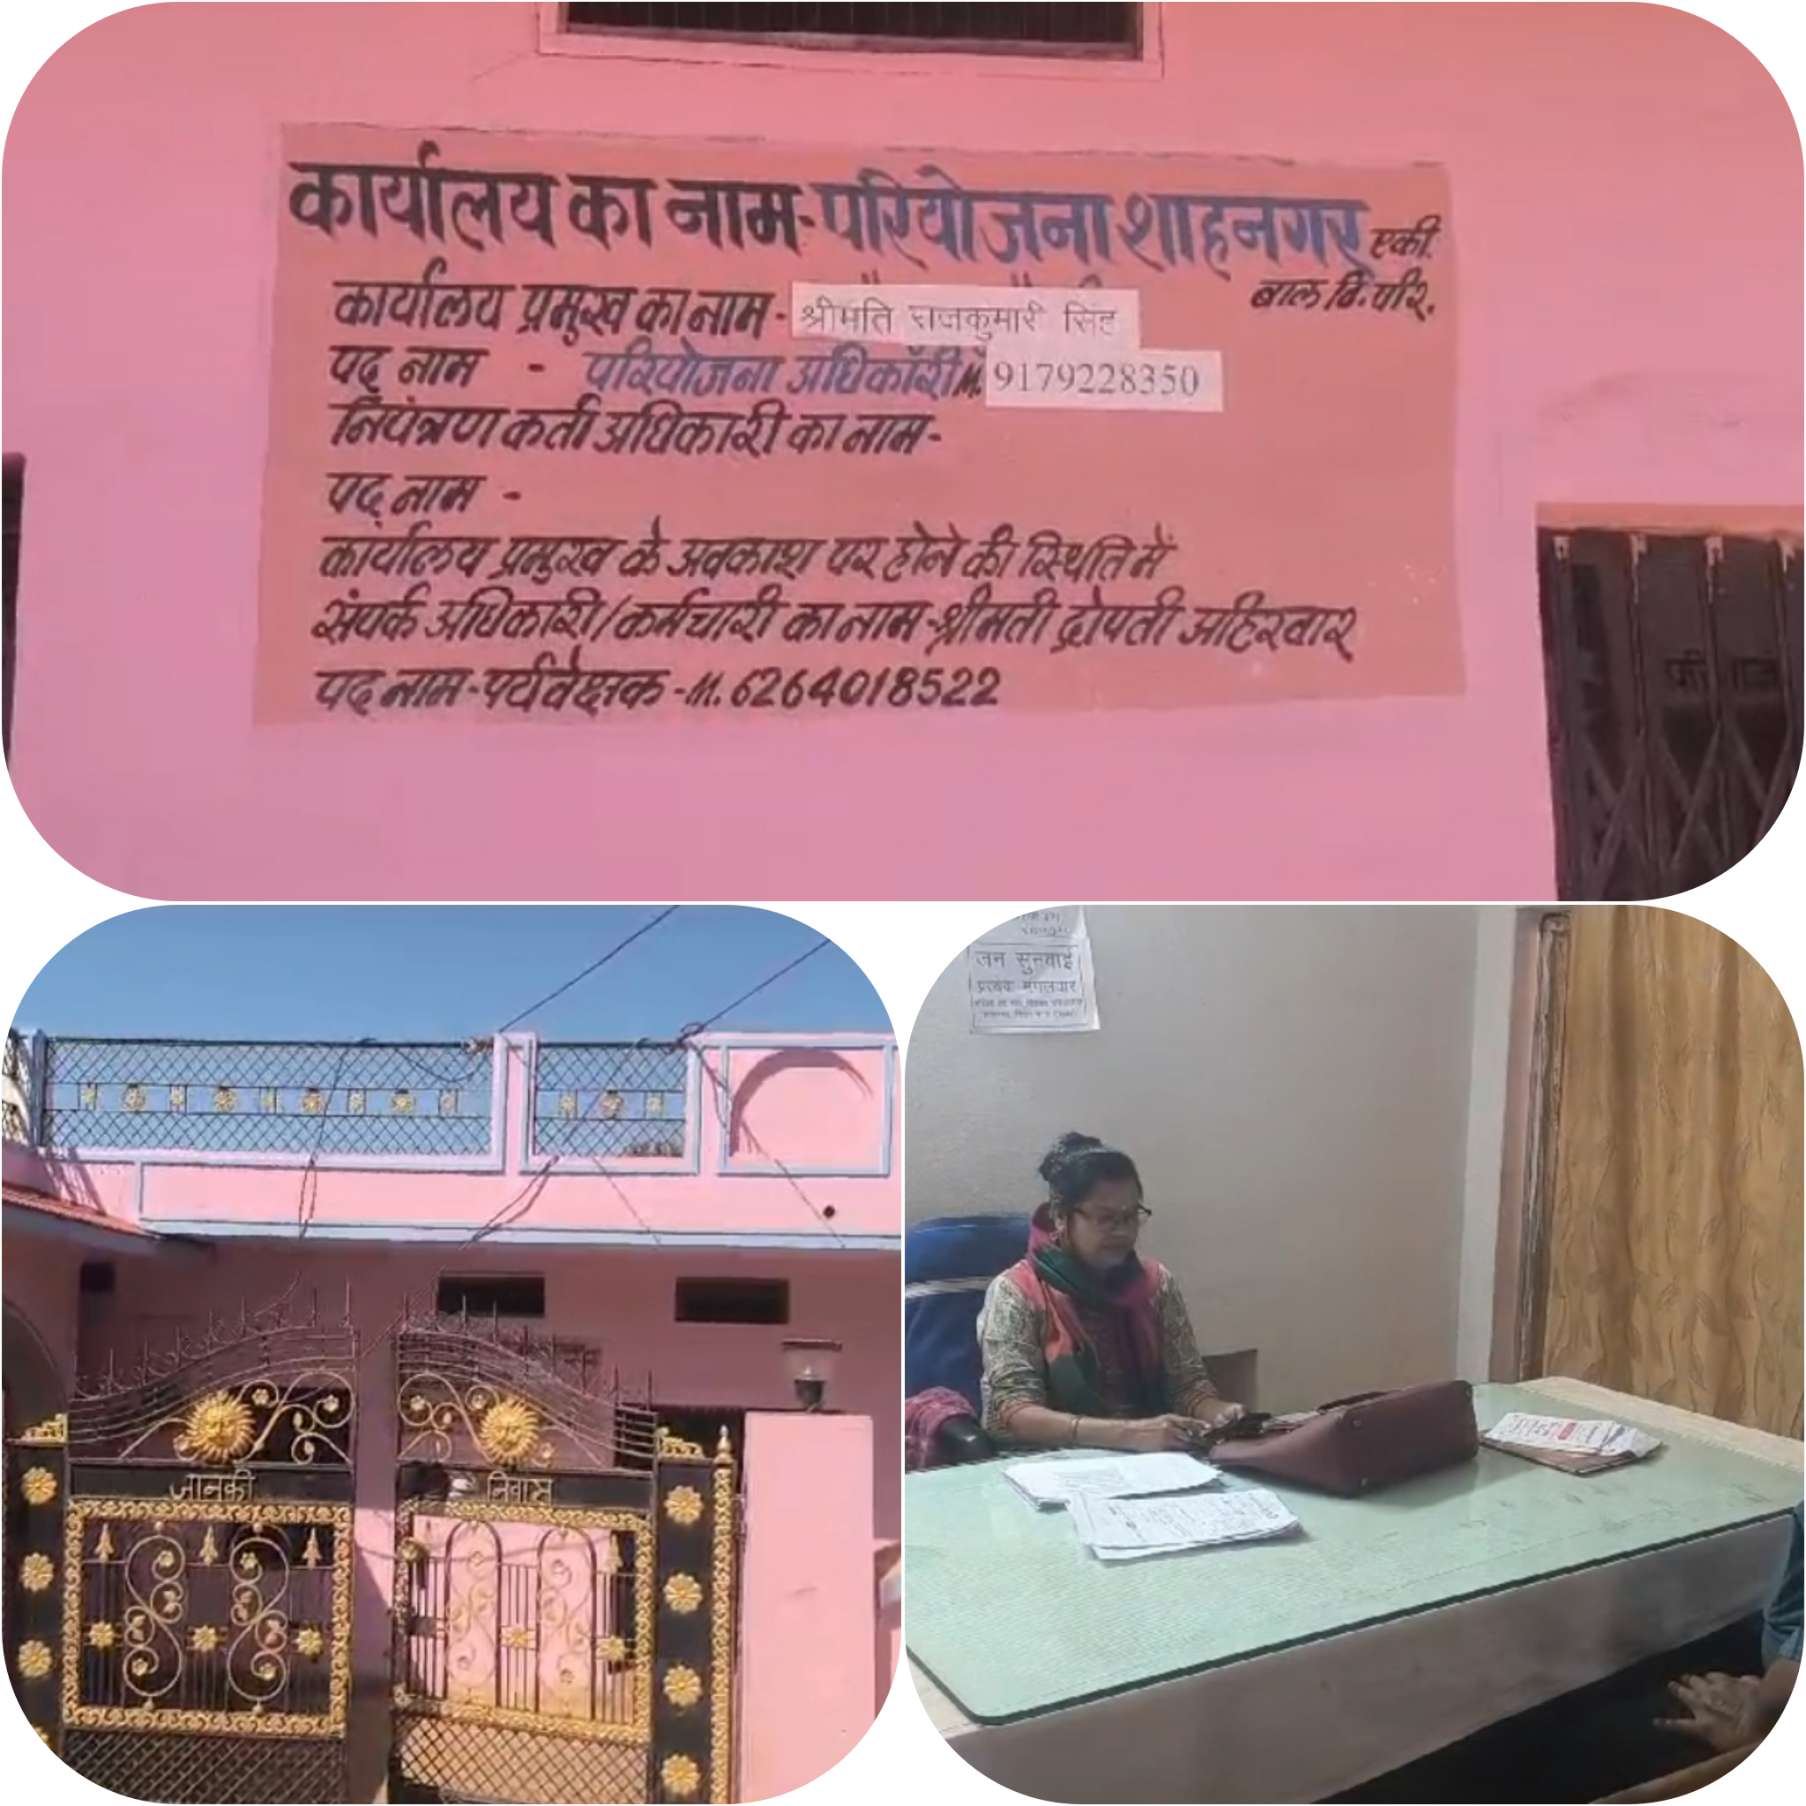 कार्यालय का नाम- परियोजना शाहनगर एकी.
बाल वि. परि.
कार्यालय प्रमुख का नाम- श्रीमति राजकुमारी सिंह
पद नाम - परियोजना अधिकारी M. 9179228350
नियंत्रण कर्ता अधिकारी का नाम-
पद नाम -
कार्यालय प्रमुख के अवकाश पर होने की स्थिति में
संपर्क अधिकारी/कर्मचारी का नाम-श्रीमती द्रोपती अहिरवार
पद नाम-पर्यवेक्षक -M. 6264018522
जानकी निवास
जन सुनवाई
प्रत्येक मंगलवार